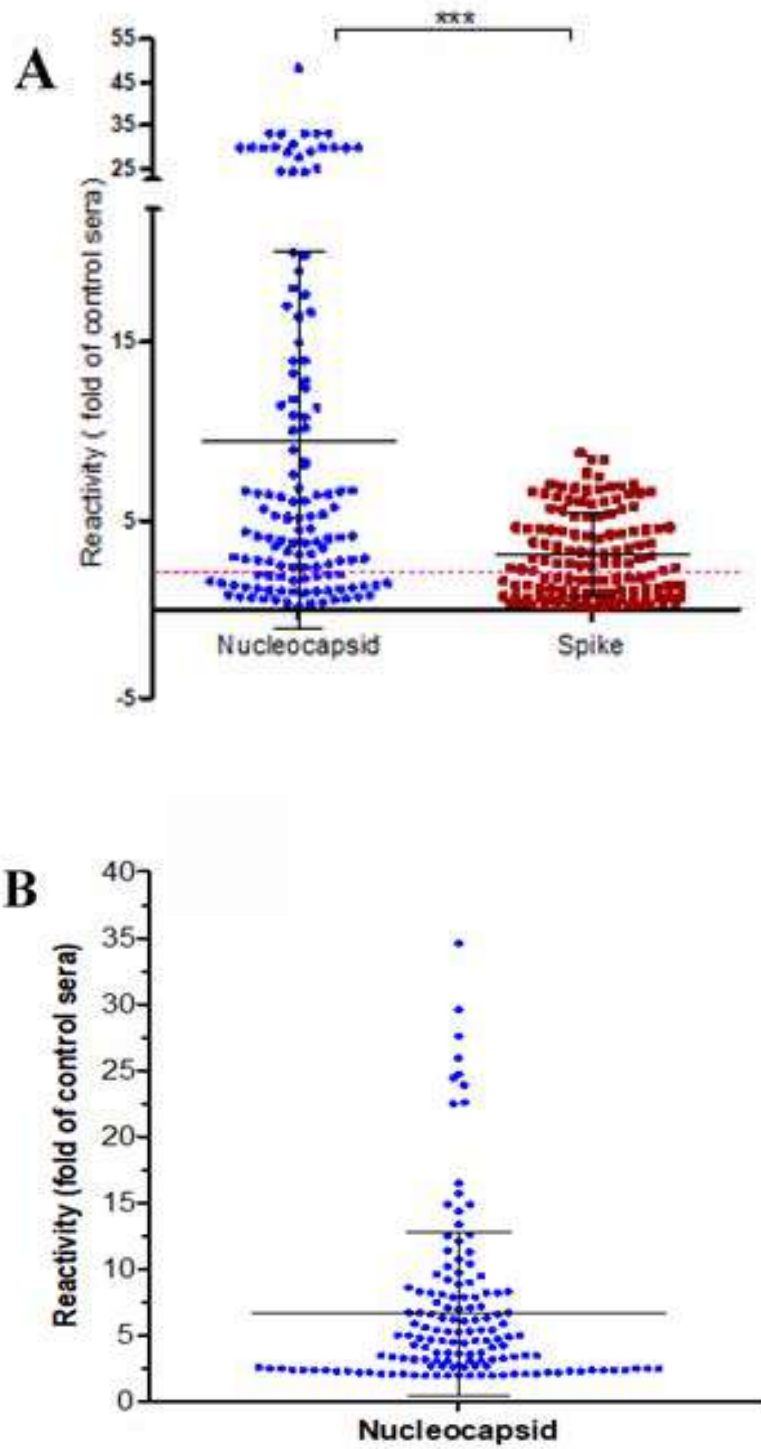 A
***
55
45
35
25
15
5
-5
Reactivity ( fold of control sera)
Nucleocapsid
Spike
B
40
35
30
25
20
15
10
5
0
Reactivity (fold of control sera)
Nucleocapsid